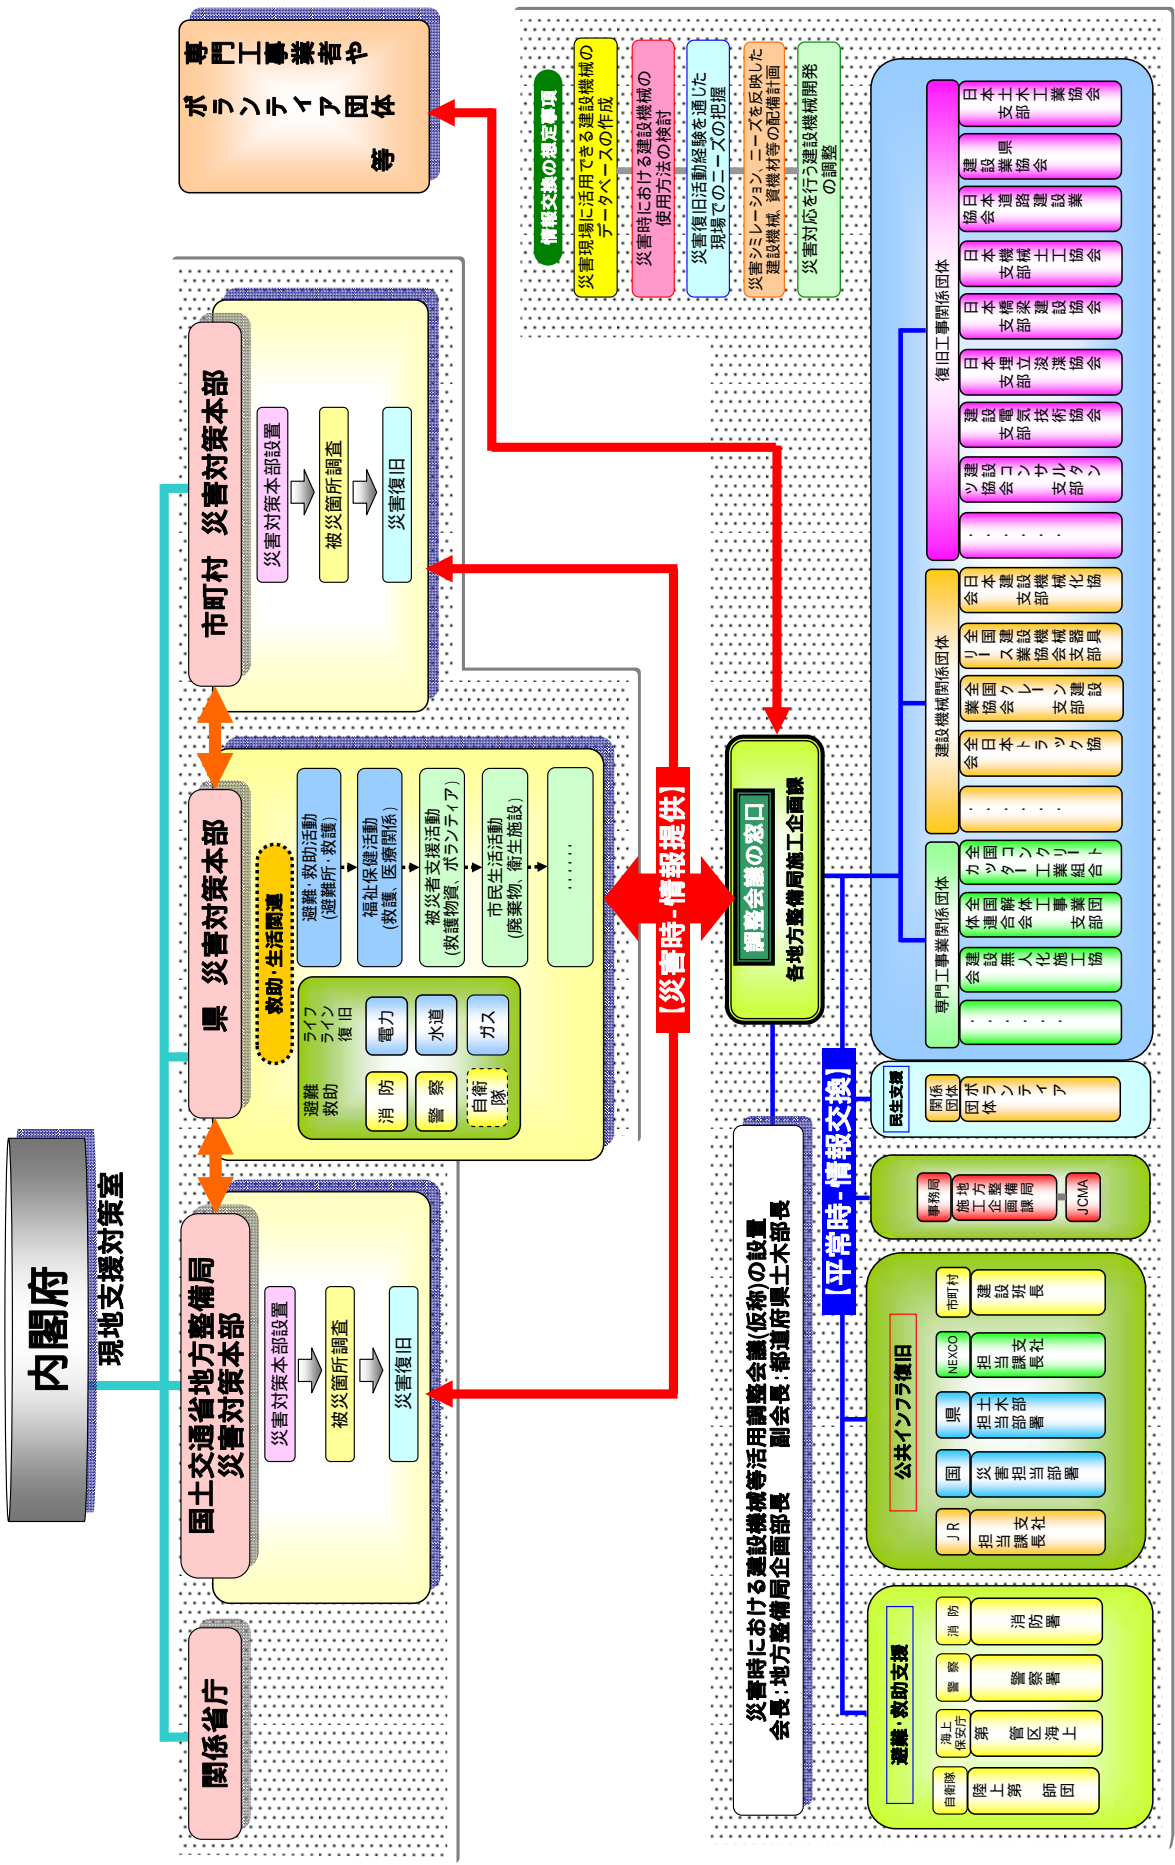 内閣府
現地支援対策室
関係省庁
国土交通省地方整備局
災害対策本部
災害対策本部設置
被災箇所調査
災害復旧
県　災害対策本部
救助・生活関連
避難
救助
ライフ
ライン
復旧
消 防
電力
警 察
水道
自衛
隊
ガス
避難・救助活動
(避難所・救護)
福祉保健活動
(救護、医療関係)
被災者支援活動
(救護物資、ボランティア)
市民生活活動
(廃棄物、衛生施設)
・・・・・・・
市町村　災害対策本部
災害対策本部設置
被災箇所調査
災害復旧
専門工事業者や
ボランティア団体
等
【災害時-情報提供】
情報交換の想定事項
災害現場に活用できる建設機械の
データベースの作成
災害時における建設機械の
使用方法の検討
災害復旧活動経験を通じた
現場でのニーズの把握
災害シミレーション、ニーズを反映した
建設機械、資機材等の配備計画
災害対応を行う建設機械開発
の調整
災害時における建設機械等活用調整会議(仮称)の設置
会長：地方整備局企画部長　　副会長：都道府県土木部長
調整会議の窓口
各地方整備局施工企画課
【平常時-情報交換】
避難・救助支援
自衛隊
陸上第　師団
海上
保安庁
第　管区海上
警 察
警察署
消 防
消防署
公共インフラ復旧
ＪＲ
支社
担当課長
国
災害担当部署
県
土木部
担当部署
NEXCO
支社
担当課長
市町村
建設班長
事務局
地方整備局
施工企画課
JCMA
民生支援
関係
団体
ボランティア
団体
専門工事業関係団体
・・・・・・
建設無人化施工協
会
全国解体工事業団
体連合会　支部
全国コンクリート
カッター工業組合
建設機械関係団体
・・・・・・
全日本トラック協
会
全国クレーン建設
業協会　支部
全国建設機械器具
リース業協会支部
日本建設機械化協
会　支部
復旧工事関係団体
・・・・・・
建設コンサルタン
ツ協会　支部
建設電気技術協会
支部
日本埋立浚渫協会
支部
日本橋梁建設協会
支部
日本機械土工協会
支部
日本道路建設業
協会
県
建設業協会
日本土木工業協会
支部